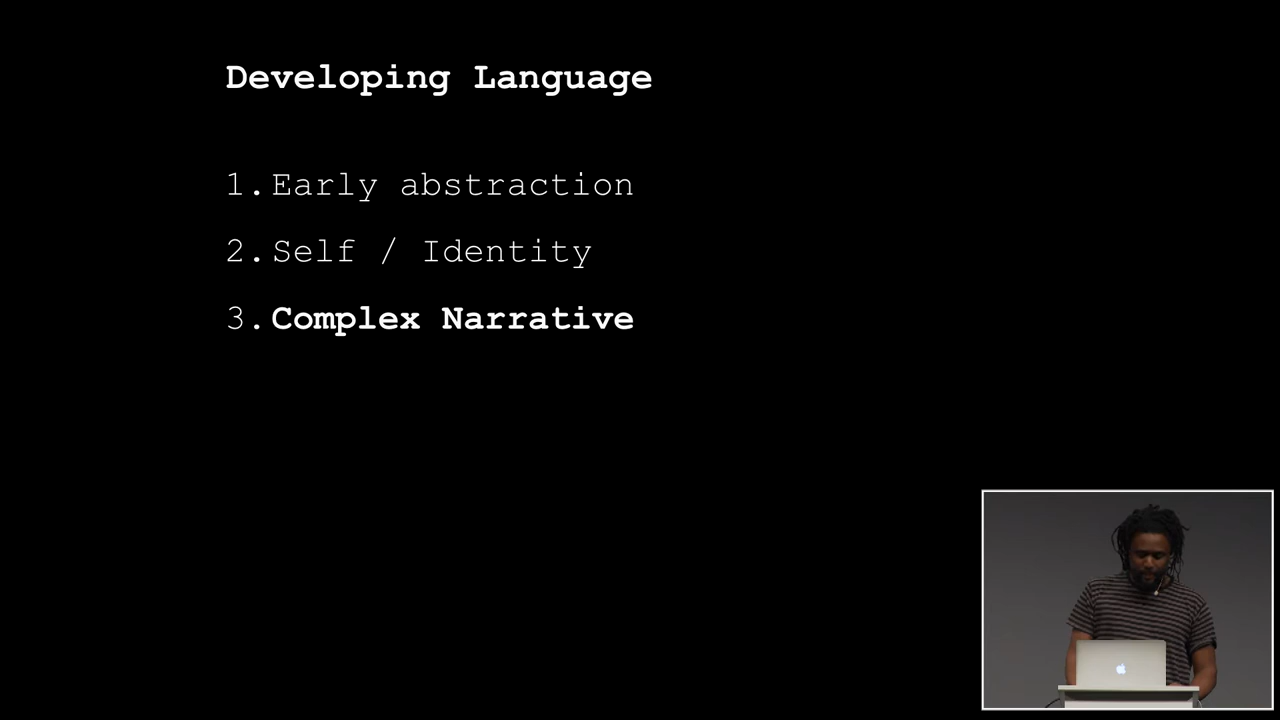 Developing Language
1. Early abstraction
2. Self / Identity
3. Complex Narrative